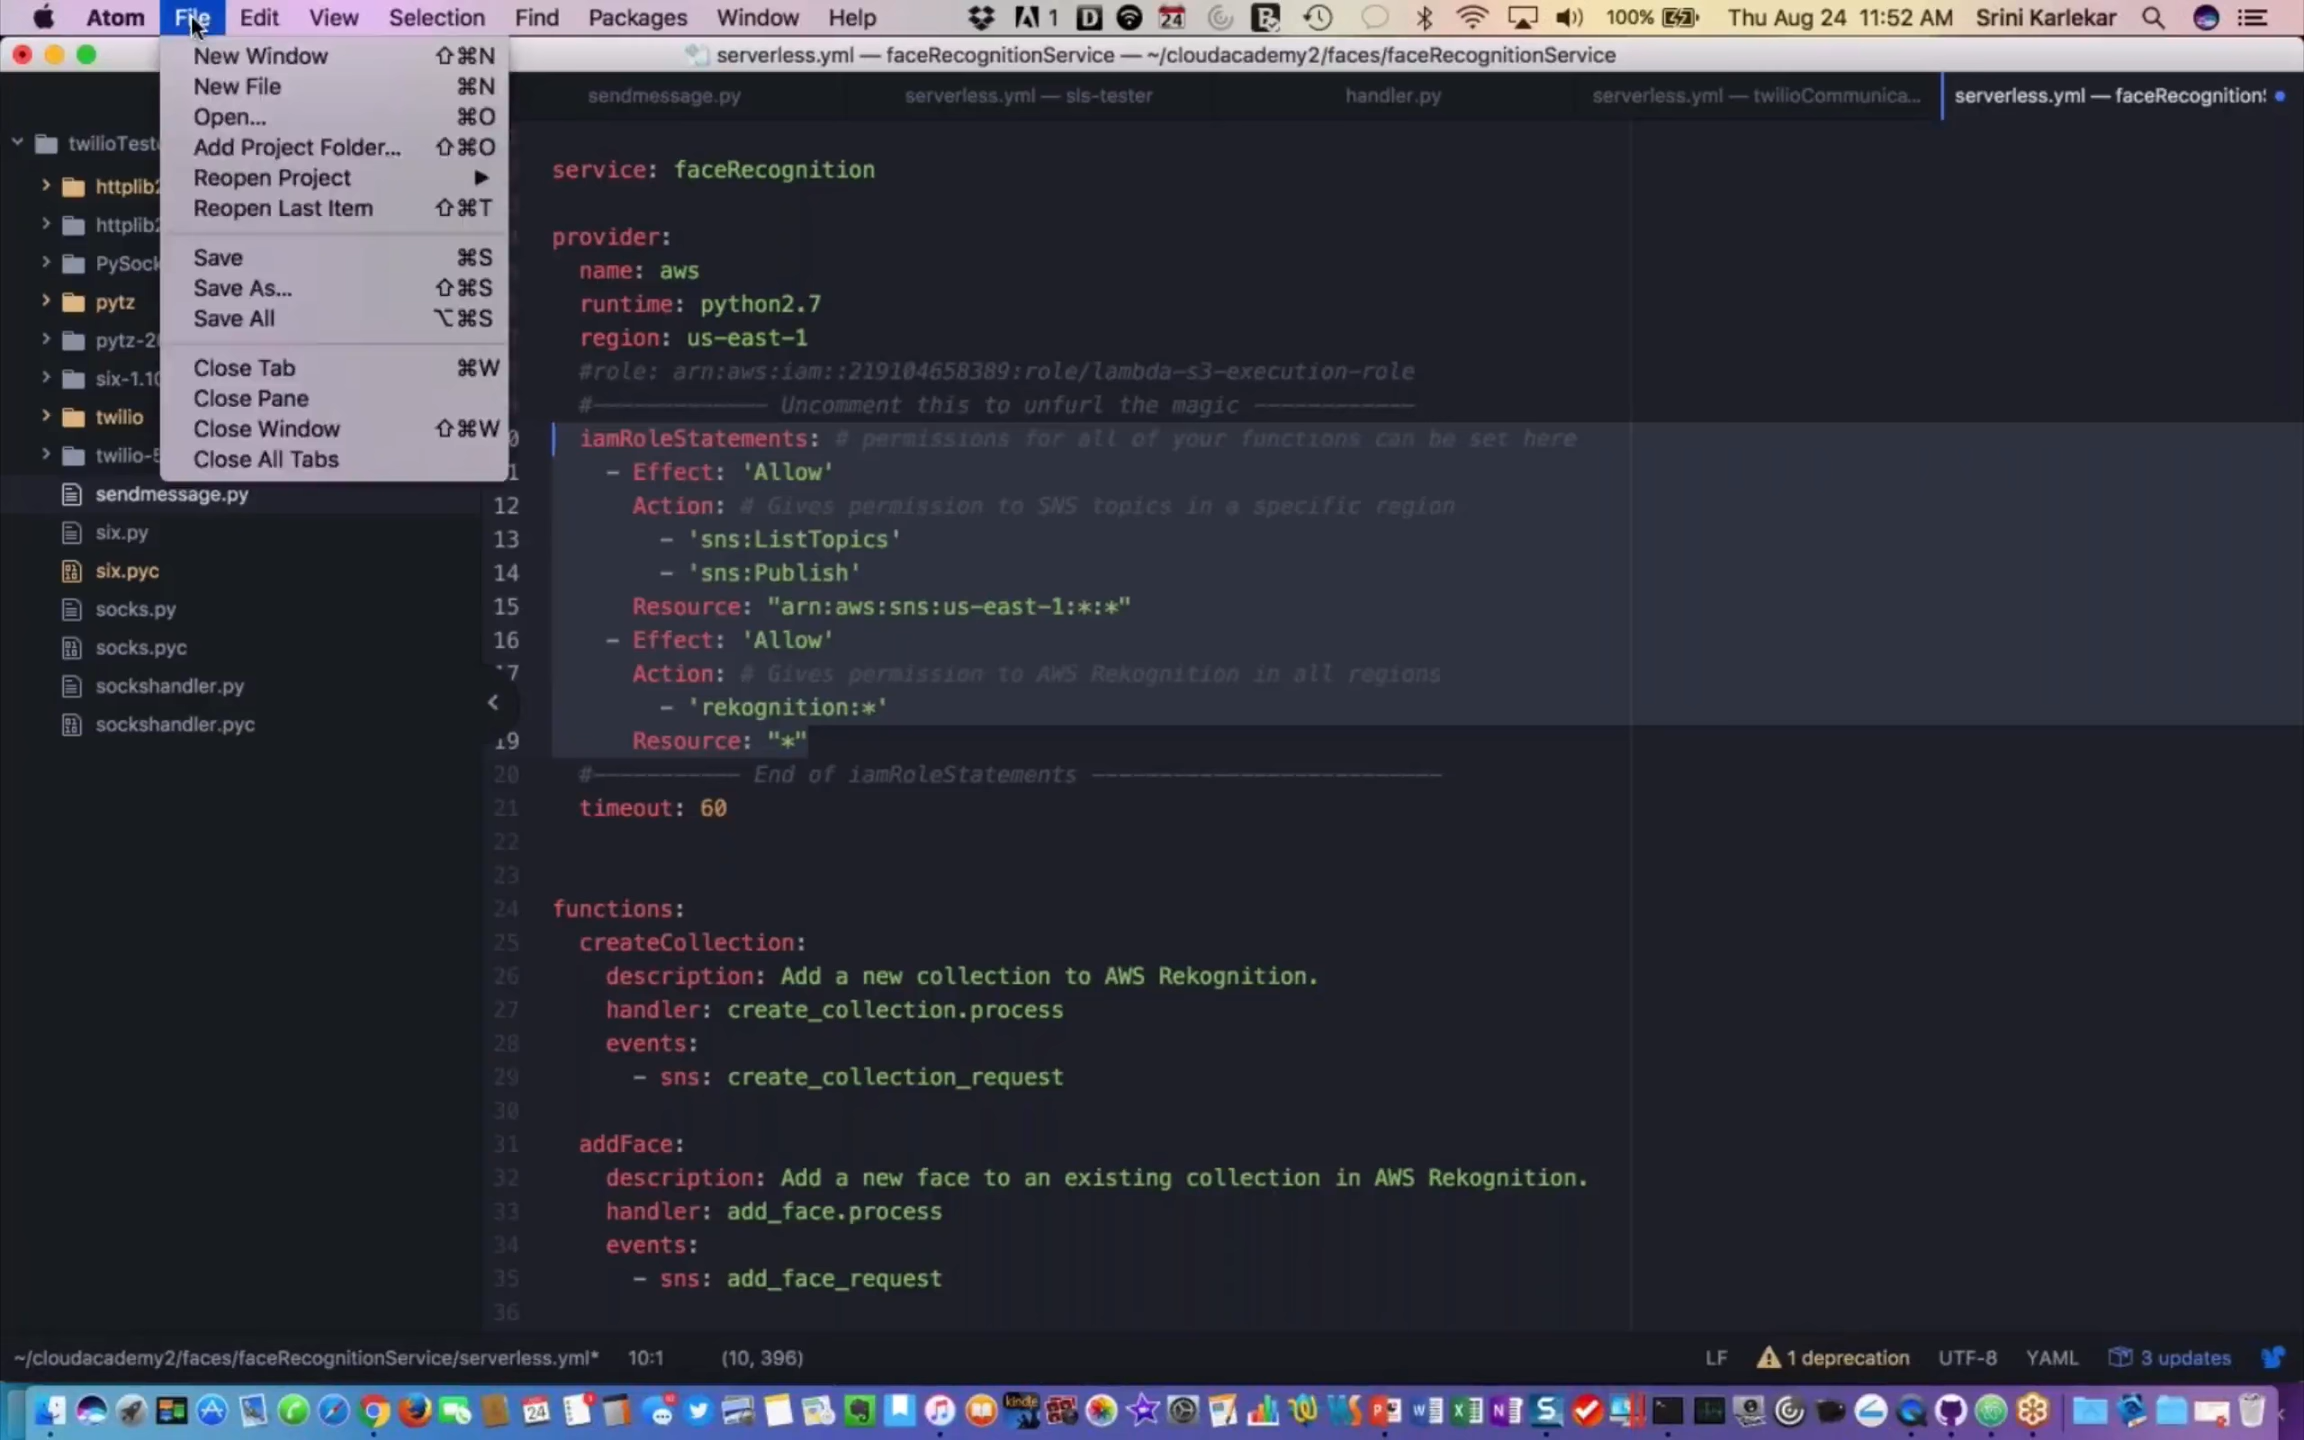 Atom File Edit View Selection Find Packages Window Help 1 24 100% Thu Aug 24 11:52 AM Srini Karlekar
serverless.yml — faceRecognitionService — ~/cloudacademy2/faces/faceRecognitionService
New Window ⇧⌘N
New File ⌘N
Open... ⌘O
Add Project Folder... ⇧⌘O
Reopen Project ▶
Reopen Last Item ⇧⌘T
Save ⌘S
Save As... ⇧⌘S
Save All ⌥⌘S
Close Tab ⌘W
Close Pane
Close Window ⇧⌘W
Close All Tabs
sendmessage.py serverless.yml — sls-tester handler.py serverless.yml — twilioCommunica... serverless.yml — faceRecognition
twilioTest
httplib2
httplib2
PySock
pytz
pytz-2
six-1.10
twilio
twilio-5
sendmessage.py
six.py
six.pyc
socks.py
socks.pyc
sockshandler.py
sockshandler.pyc
service: faceRecognition
provider:
name: aws
runtime: python2.7
region: us-east-1
#role: arn:aws:iam::219104658389:role/lambda-s3-execution-role
#------------- Uncomment this to unfurl the magic ------------
0 iamRoleStatements: # permissions for all of your functions can be set here
1 - Effect: 'Allow'
12 Action: # Gives permission to SNS topics in a specific region
13 - 'sns:ListTopics'
14 - 'sns:Publish'
15 Resource: "arn:aws:sns:us-east-1:*:*"
16 - Effect: 'Allow'
17 Action: # Gives permission to AWS Rekognition in all regions
- 'rekognition:*'
19 Resource: "*"
20 #----------- End of iamRoleStatements --------------------------
21 timeout: 60
22
23
24 functions:
25 createCollection:
26 description: Add a new collection to AWS Rekognition.
27 handler: create_collection.process
28 events:
29 - sns: create_collection_request
30
31 addFace:
32 description: Add a new face to an existing collection in AWS Rekognition.
33 handler: add_face.process
34 events:
35 - sns: add_face_request
36
~/cloudacademy2/faces/faceRecognitionService/serverless.yml* 10:1 (10, 396) LF 1 deprecation UTF-8 YAML 3 updates